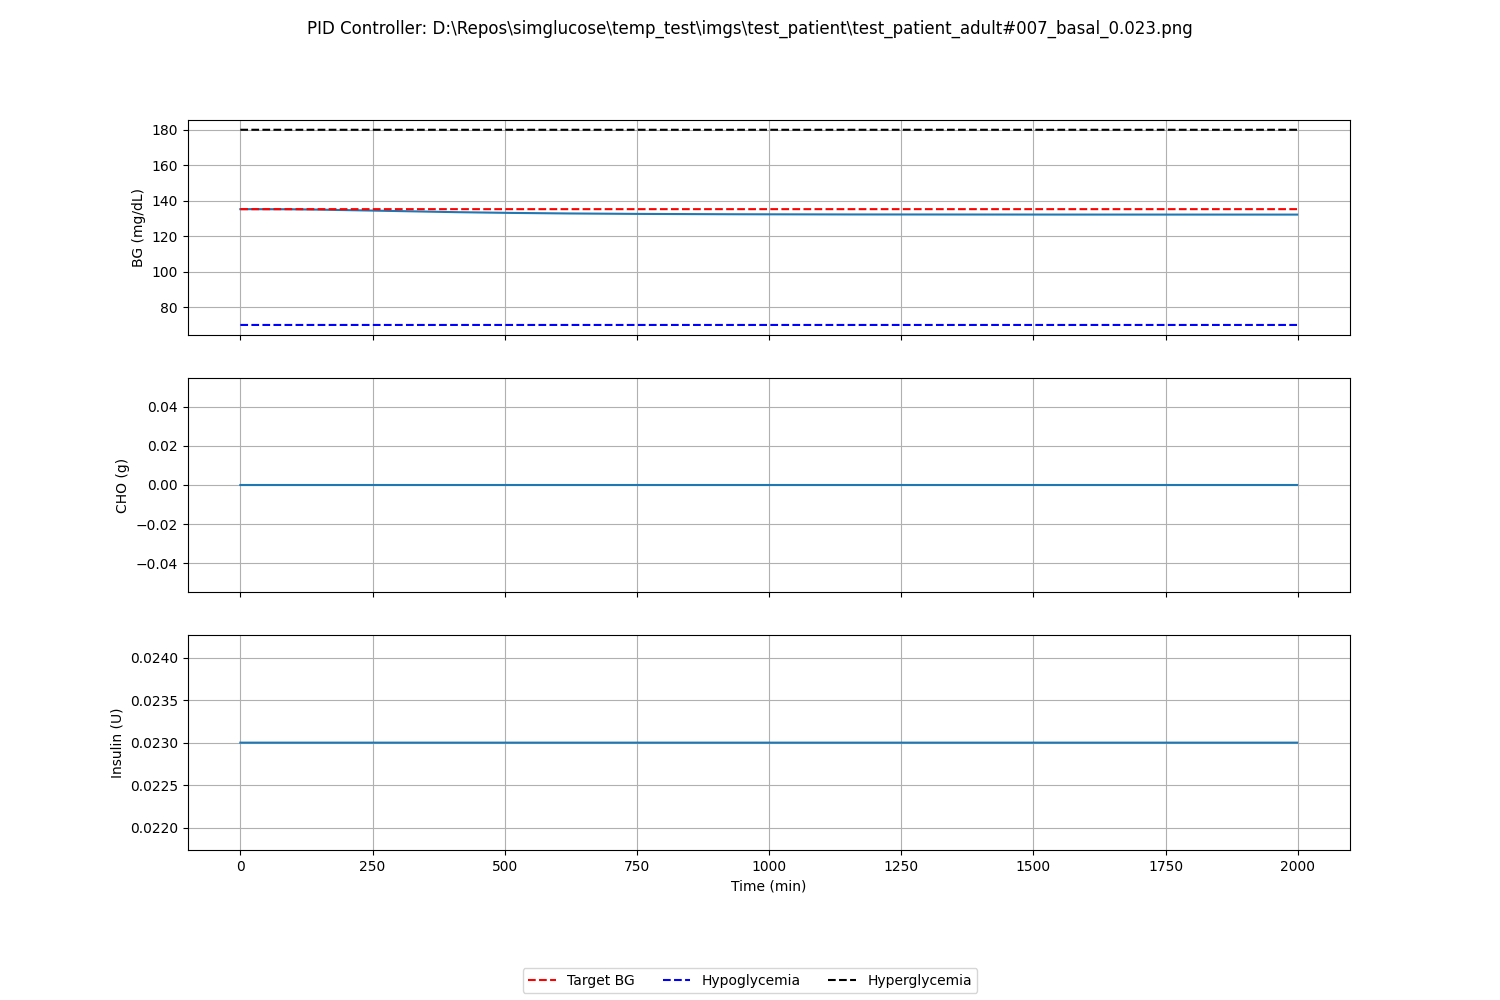 PID Controller: D:\Repos\simglucose\temp_test\imgs\test_patient\test_patient_adult#007_basal_0.023.png
180
160
140
120
100
80
BG (mg/dL)
0.04
0.02
0.00
−0.02
−0.04
CHO (g)
0.0240
0.0235
0.0230
0.0225
0.0220
Insulin (U)
0 250 500 750 1000 1250 1500 1750 2000
Time (min)
Target BG Hypoglycemia Hyperglycemia